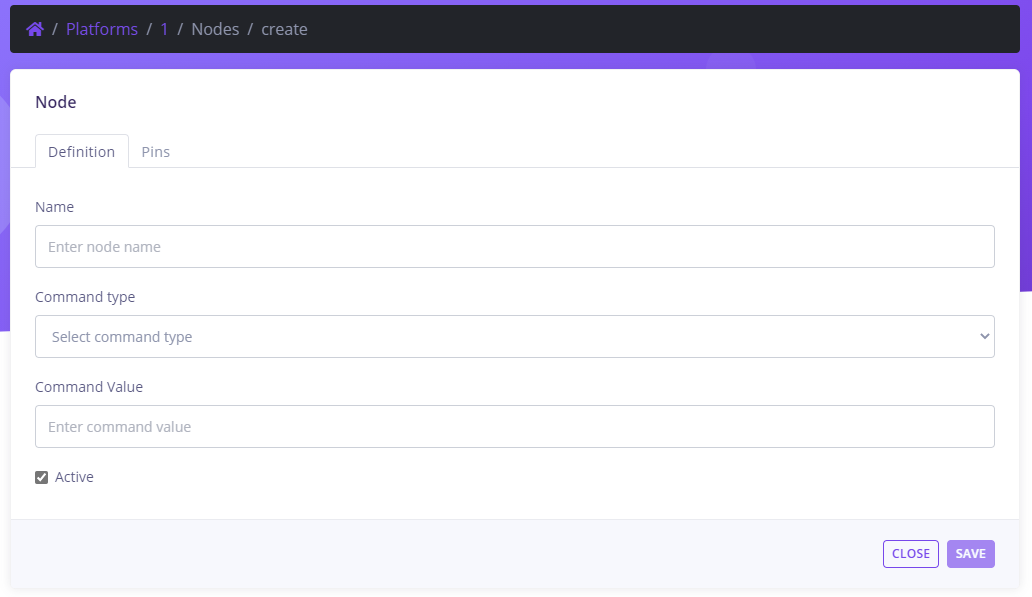 / Platforms / 1 / Nodes / create
Node
Definition Pins
Name
Enter node name
Command type
Select command type
Command Value
Enter command value
Active
CLOSE SAVE